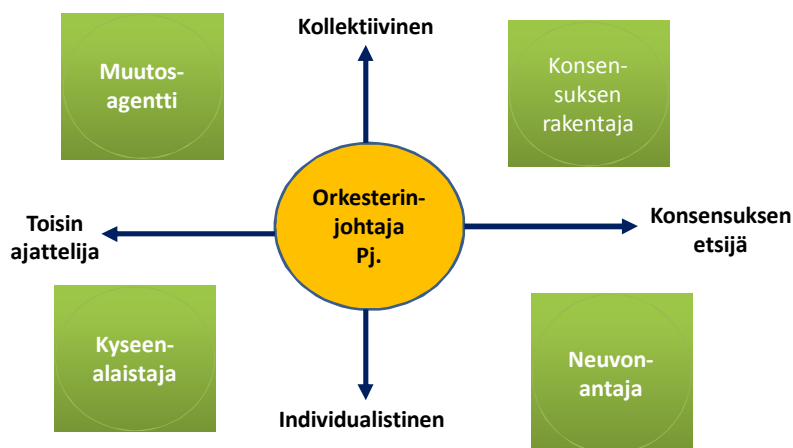 Kollektiivinen
Muutos-
agentti
Konsen-
suksen
rakentaja
Orkesterin-
johtaja
Pj.
Toisin
ajattelija
Konsensuksen
etsijä
Kyseen-
alaistaja
Neuvon-
antaja
Individualistinen